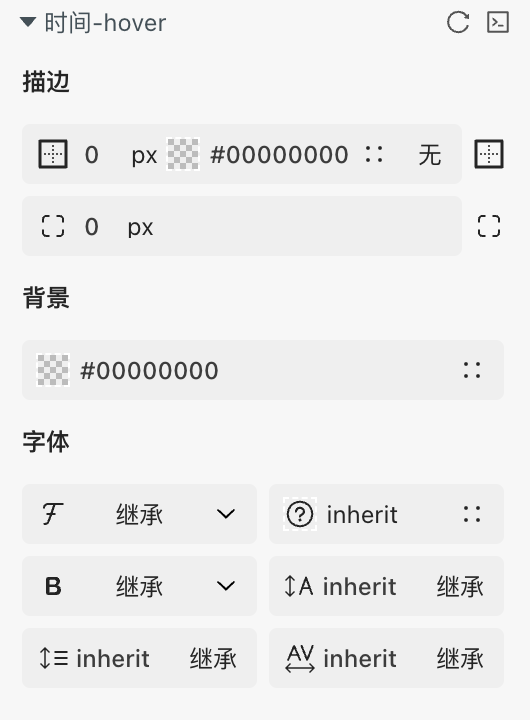 时间-hover
描边
0 px #00000000 无
0 px
背景
#00000000
字体
继承 inherit
B 继承 A inherit 继承
inherit 继承 AV inherit 继承